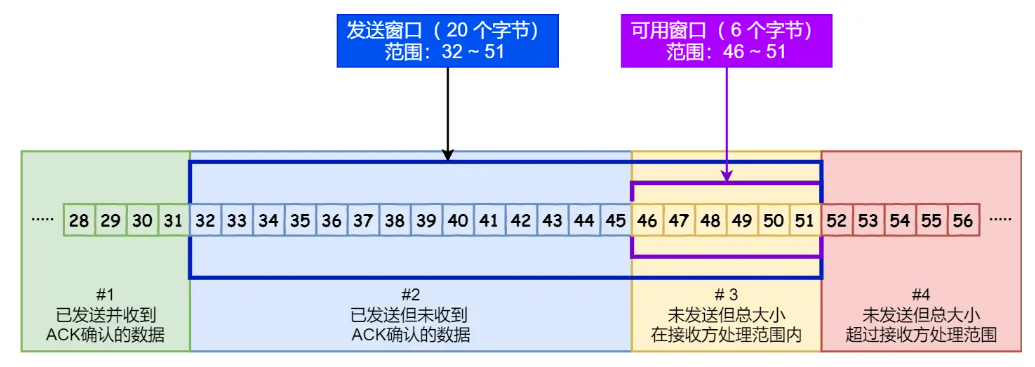 发送窗口（20 个字节）
范围：32 ~ 51
可用窗口（6 个字节）
范围：46 ~ 51
····· 28 29 30 31 32 33 34 35 36 37 38 39 40 41 42 43 44 45 46 47 48 49 50 51 52 53 54 55 56 ·····
#1
已发送并收到
ACK确认的数据
#2
已发送但未收到
ACK确认的数据
# 3
未发送但总大小
在接收方处理范围内
#4
未发送但总大小
超过接收方处理范围